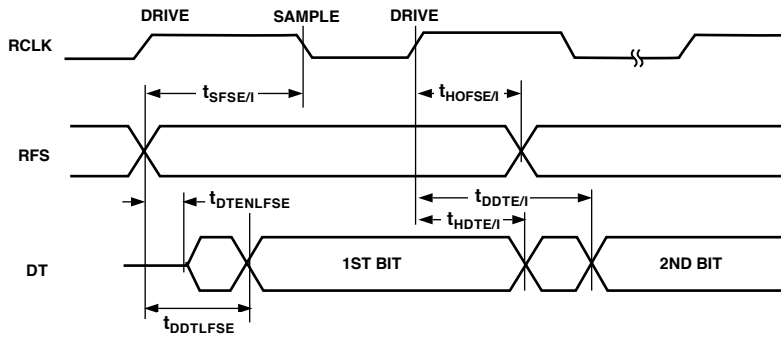 DRIVE SAMPLE DRIVE
RCLK
tSFSE/I tHOFSE/I
RFS
tDDTE/I
tDTENLFSE
tHDTE/I
DT 1ST BIT 2ND BIT
tDDTLFSE